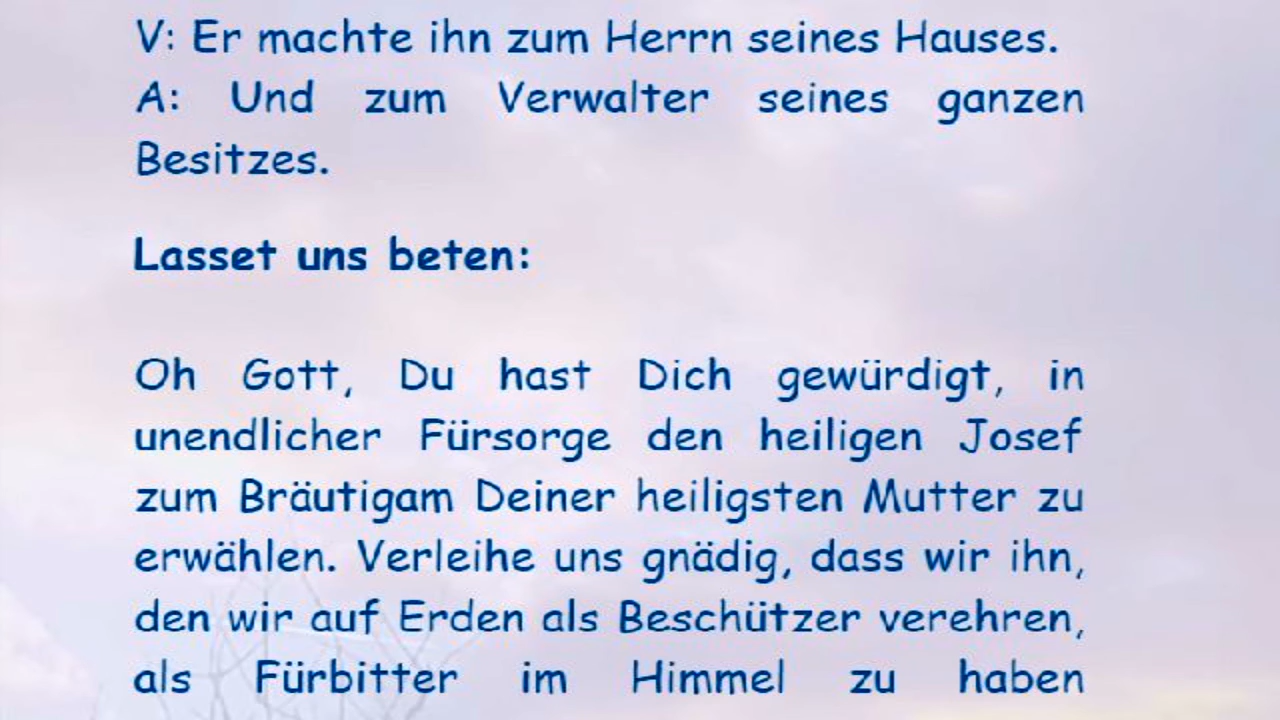 V: Er machte ihn zum Herrn seines Hauses.
A: Und zum Verwalter seines ganzen
Besitzes.
Lasset uns beten:
Oh Gott, Du hast Dich gewürdigt, in
unendlicher Fürsorge den heiligen Josef
zum Bräutigam Deiner heiligsten Mutter zu
erwählen. Verleihe uns gnädig, dass wir ihn,
den wir auf Erden als Beschützer verehren,
als Fürbitter im Himmel zu haben